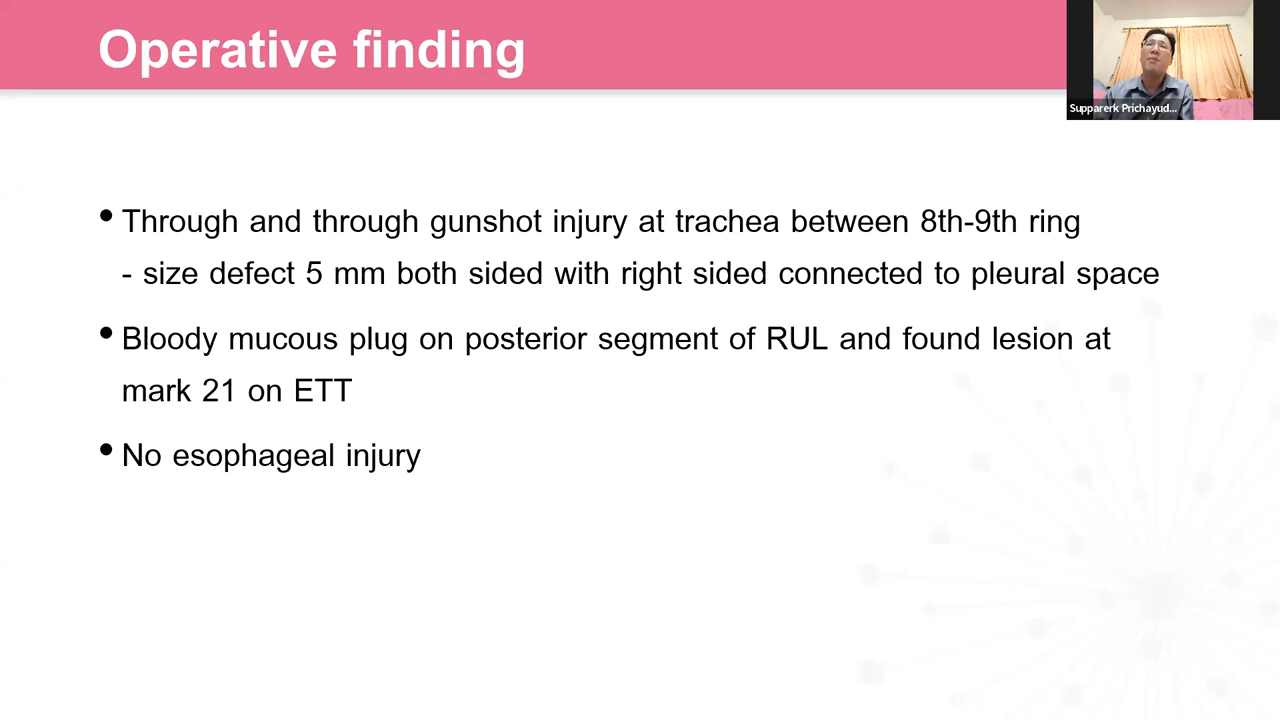 Operative finding
Supparerk Prichayud...
• Through and through gunshot injury at trachea between 8th-9th ring
- size defect 5 mm both sided with right sided connected to pleural space
• Bloody mucous plug on posterior segment of RUL and found lesion at
mark 21 on ETT
• No esophageal injury